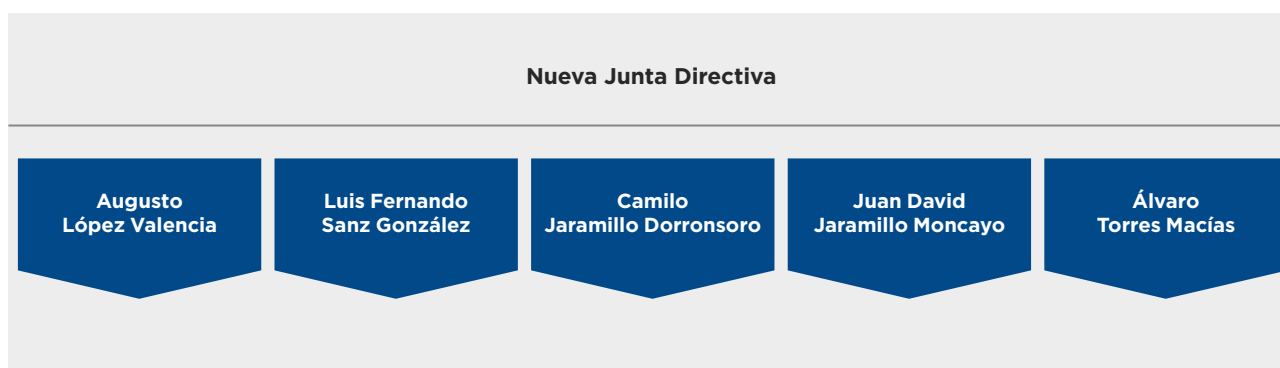 Nueva Junta Directiva
Augusto
López Valencia
Luis Fernando
Sanz González
Camilo
Jaramillo Dorronsoro
Juan David
Jaramillo Moncayo
Álvaro
Torres Macías